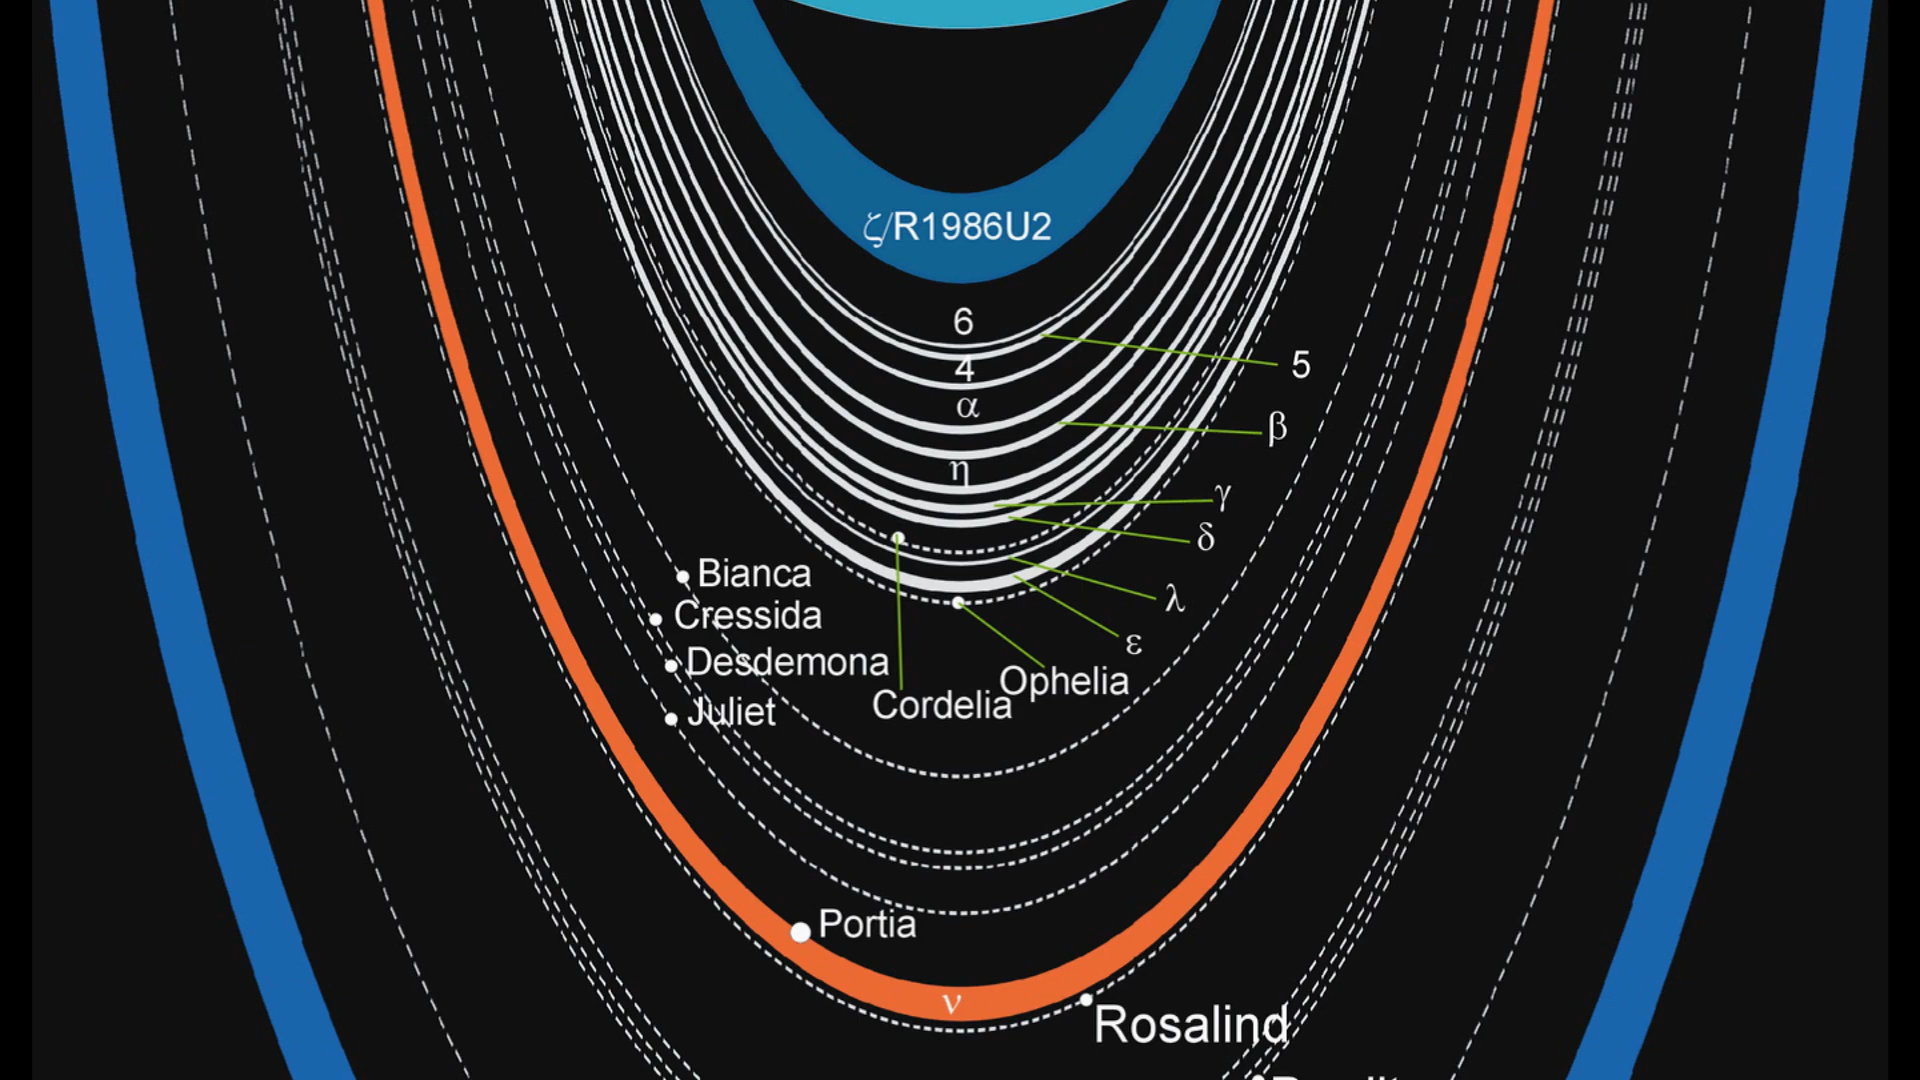 ζ/R1986U2
6
5
4
α
β
η
γ
δ
λ
ε
Bianca
Cressida
Desdemona
Ophelia
Cordelia
Juliet
Portia
ν
Rosalind